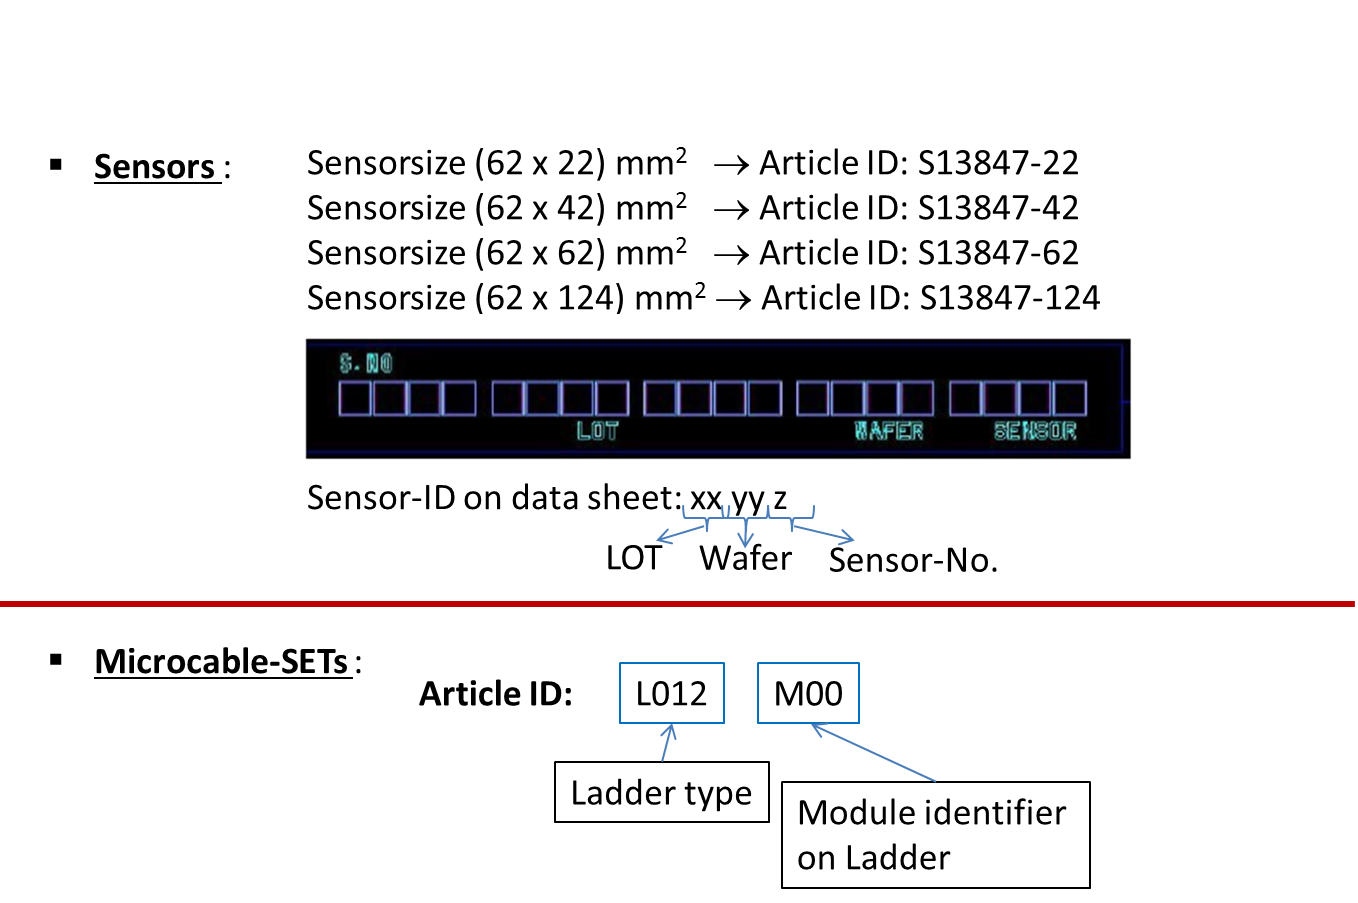 ▪ Sensors :
Sensorsize (62 x 22) mm² → Article ID: S13847-22
Sensorsize (62 x 42) mm² → Article ID: S13847-42
Sensorsize (62 x 62) mm² → Article ID: S13847-62
Sensorsize (62 x 124) mm² → Article ID: S13847-124
S.NO
LOT WAFER SENSOR
Sensor-ID on data sheet: xx yy z
LOT Wafer Sensor-No.
▪ Microcable-SETs :
Article ID: L012 M00
Ladder type
Module identifier
on Ladder